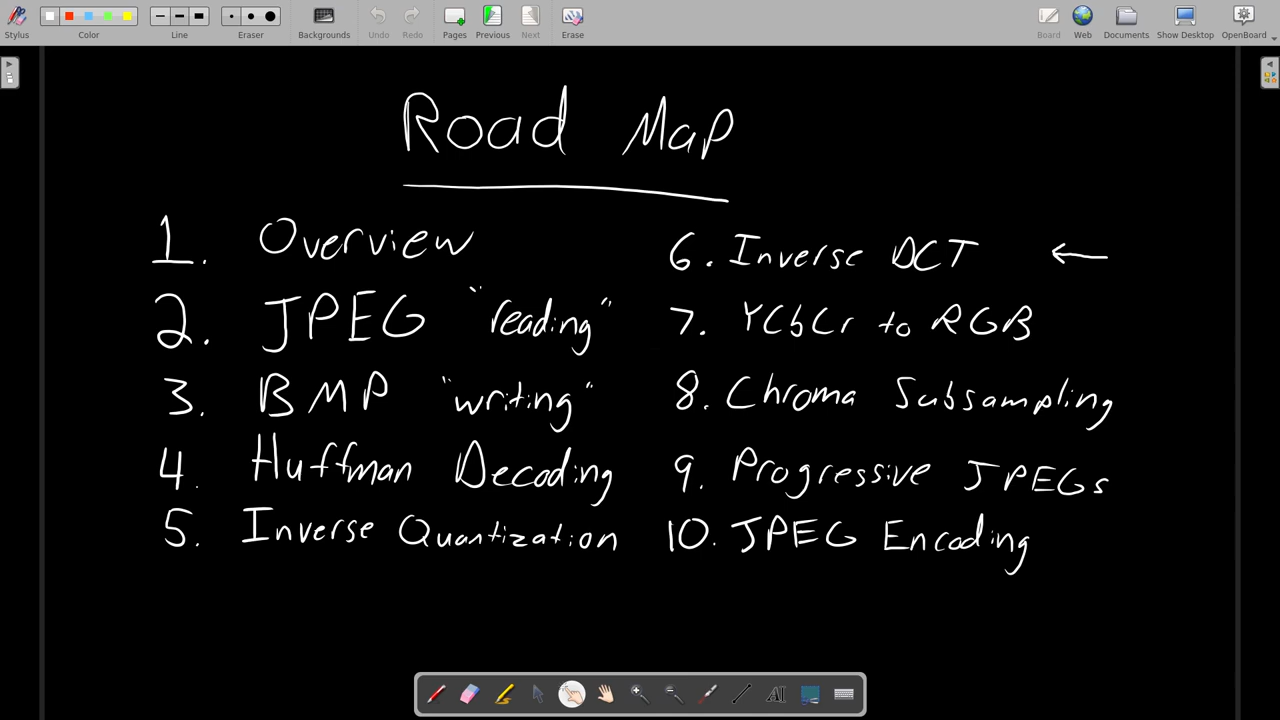 Stylus
Color
Line
Eraser
Backgrounds
Undo
Redo
Pages
Previous
Next
Erase
Board
Web
Documents
Show Desktop
OpenBoard
Road Map
1. Overview
2. JPEG "reading"
3. BMP "writing"
4. Huffman Decoding
5. Inverse Quantization
6. Inverse DCT ←
7. YCbCr to RGB
8. Chroma Subsampling
9. Progressive JPEGs
10. JPEG Encoding
AI